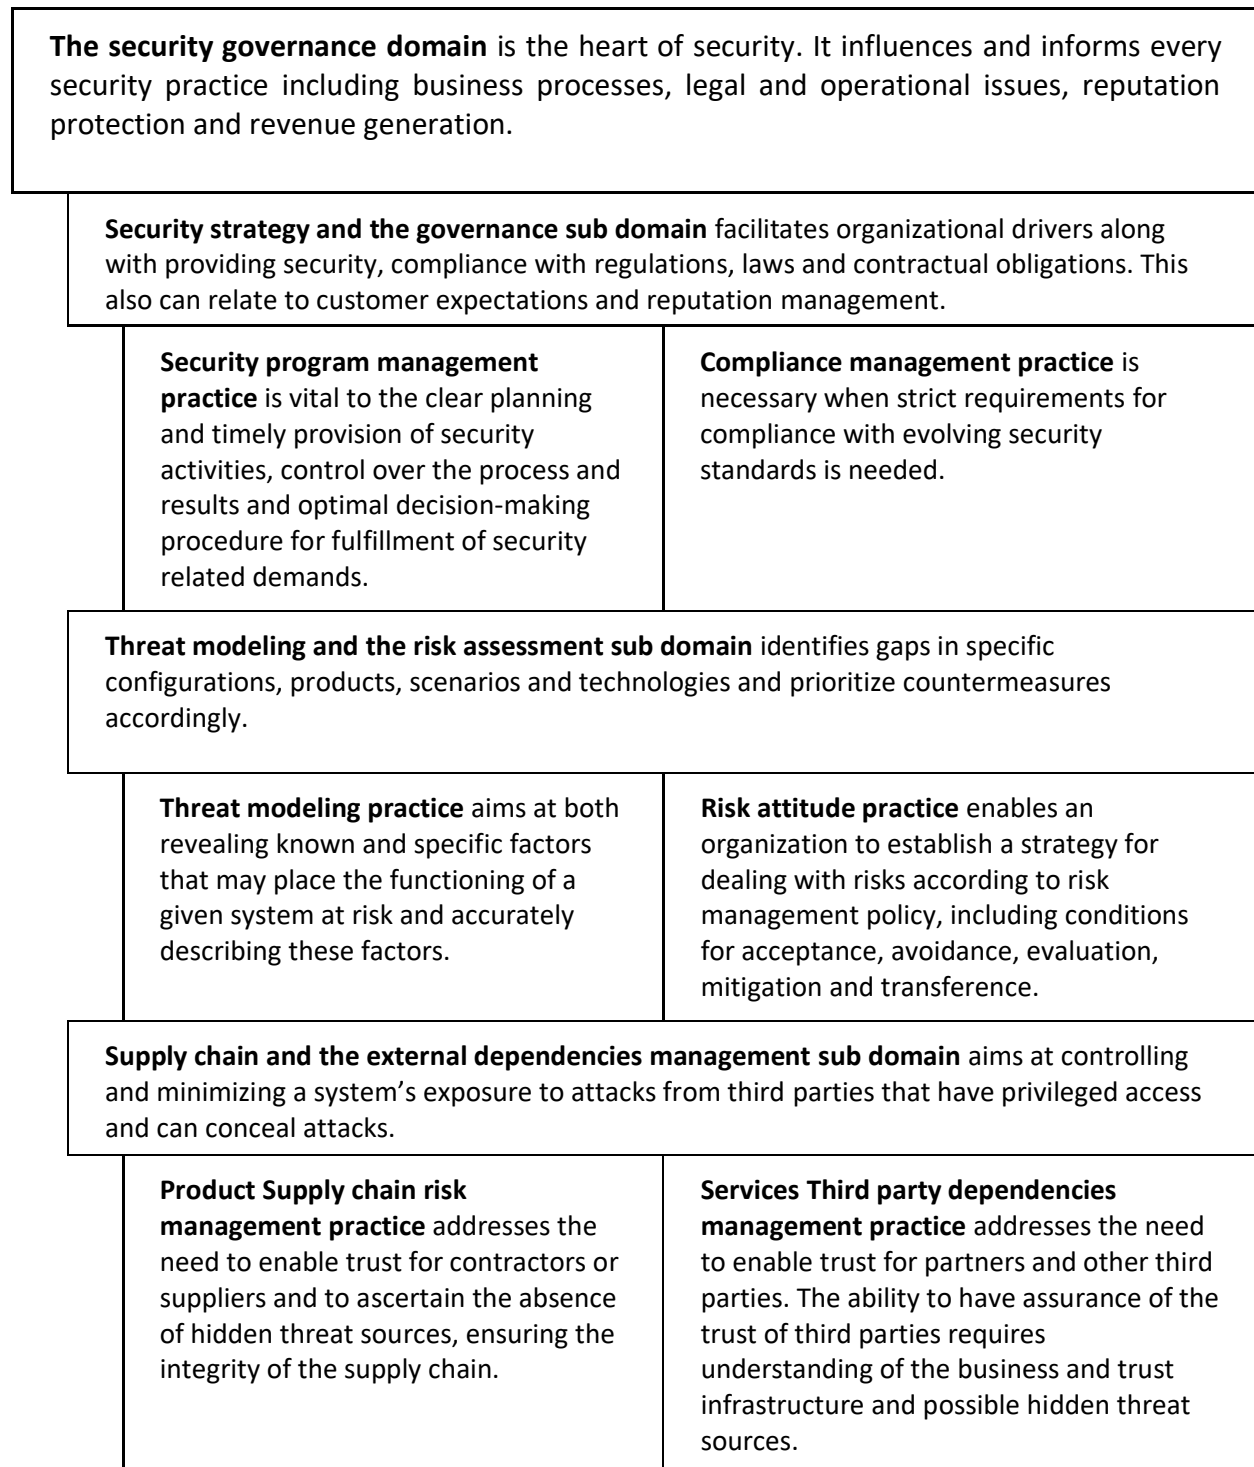 The security governance domain is the heart of security. It influences and informs every
security practice including business processes, legal and operational issues, reputation
protection and revenue generation.
Security strategy and the governance sub domain facilitates organizational drivers along
with providing security, compliance with regulations, laws and contractual obligations. This
also can relate to customer expectations and reputation management.
Security program management
practice is vital to the clear planning
and timely provision of security
activities, control over the process and
results and optimal decision-making
procedure for fulfillment of security
related demands.
Compliance management practice is
necessary when strict requirements for
compliance with evolving security
standards is needed.
Threat modeling and the risk assessment sub domain identifies gaps in specific
configurations, products, scenarios and technologies and prioritize countermeasures
accordingly.
Threat modeling practice aims at both
revealing known and specific factors
that may place the functioning of a
given system at risk and accurately
describing these factors.
Risk attitude practice enables an
organization to establish a strategy for
dealing with risks according to risk
management policy, including conditions
for acceptance, avoidance, evaluation,
mitigation and transference.
Supply chain and the external dependencies management sub domain aims at controlling
and minimizing a system’s exposure to attacks from third parties that have privileged access
and can conceal attacks.
Product Supply chain risk
management practice addresses the
need to enable trust for contractors or
suppliers and to ascertain the absence
of hidden threat sources, ensuring the
integrity of the supply chain.
Services Third party dependencies
management practice addresses the need
to enable trust for partners and other third
parties. The ability to have assurance of the
trust of third parties requires
understanding of the business and trust
infrastructure and possible hidden threat
sources.